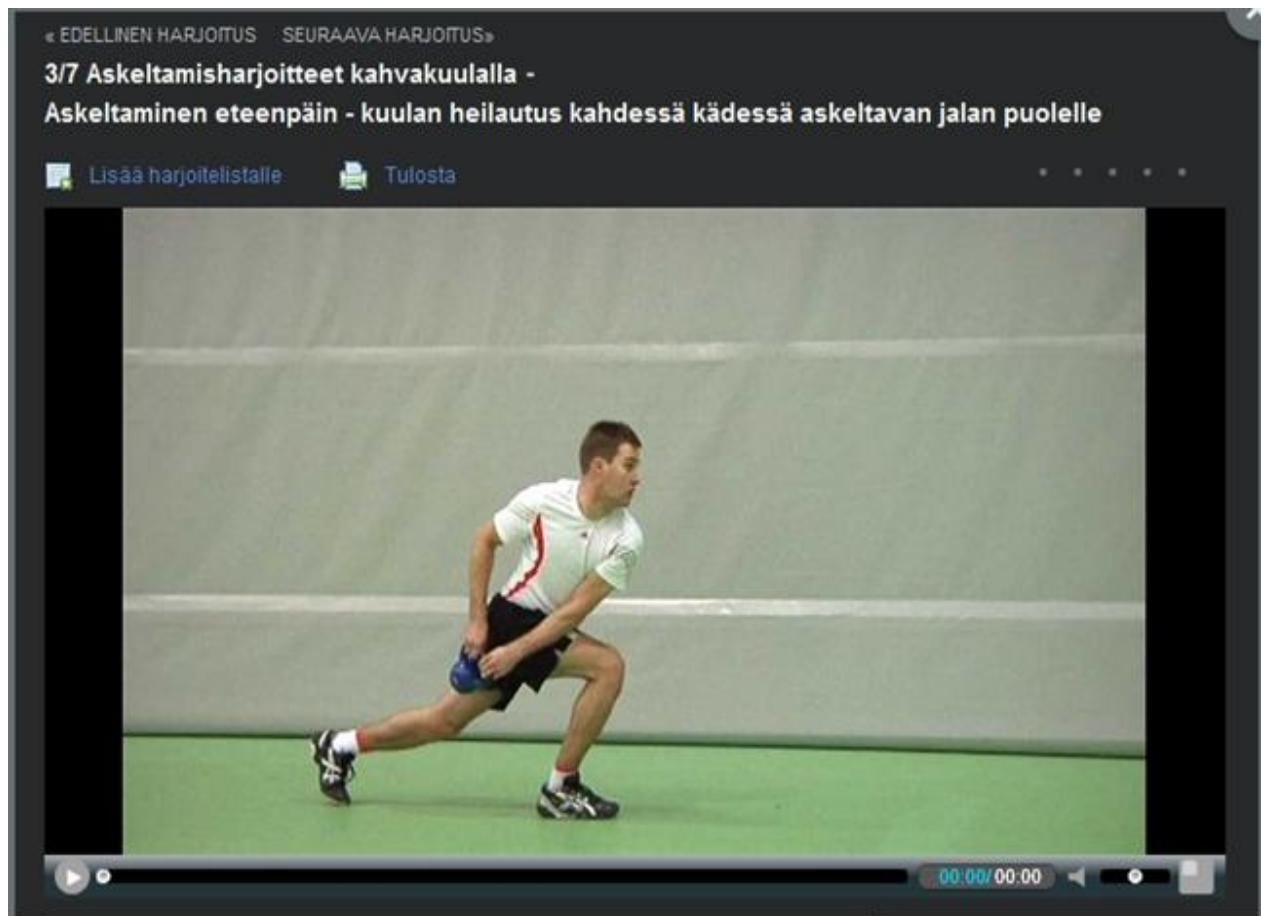 « EDELLINEN HARJOITUS SEURAAVA HARJOITUS»
3/7 Askeltamisharjoitteet kahvakuulalla -
Askeltaminen eteenpäin - kuulan heilautus kahdessä kädessä askeltavan jalan puolelle
Lisää harjoitelistalle Tulosta
00:00/ 00:00